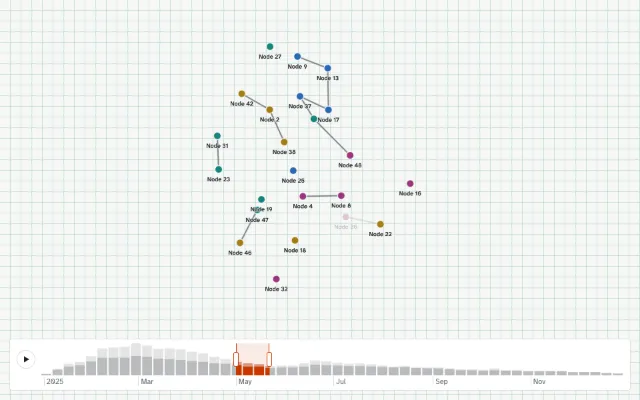 Node 27
Node 9
Node 13
Node 42
Node 37
Node 2
Node 17
Node 31
Node 38
Node 23
Node 26
Node 16
Node 4
Node 8
Node 19
Node 47
Node 22
Node 46
Node 18
Node 32
2025
Mar
May
Jul
Sep
Nov